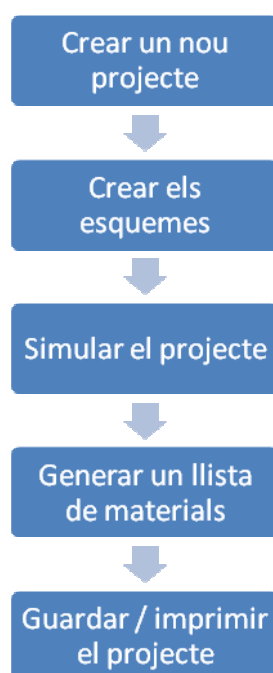 Crear un nou
projecte
Crear els
esquemes
Simular el projecte
Generar un llista
de materials
Guardar / imprimir
el projecte